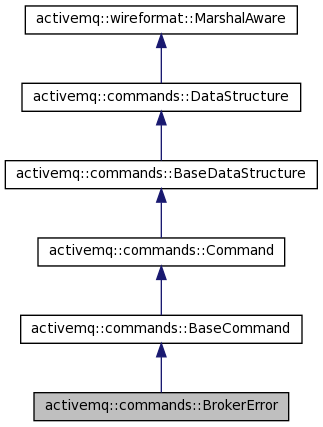 activemq::wireformat::MarshalAware
activemq::commands::DataStructure
activemq::commands::BaseDataStructure
activemq::commands::Command
activemq::commands::BaseCommand
activemq::commands::BrokerError